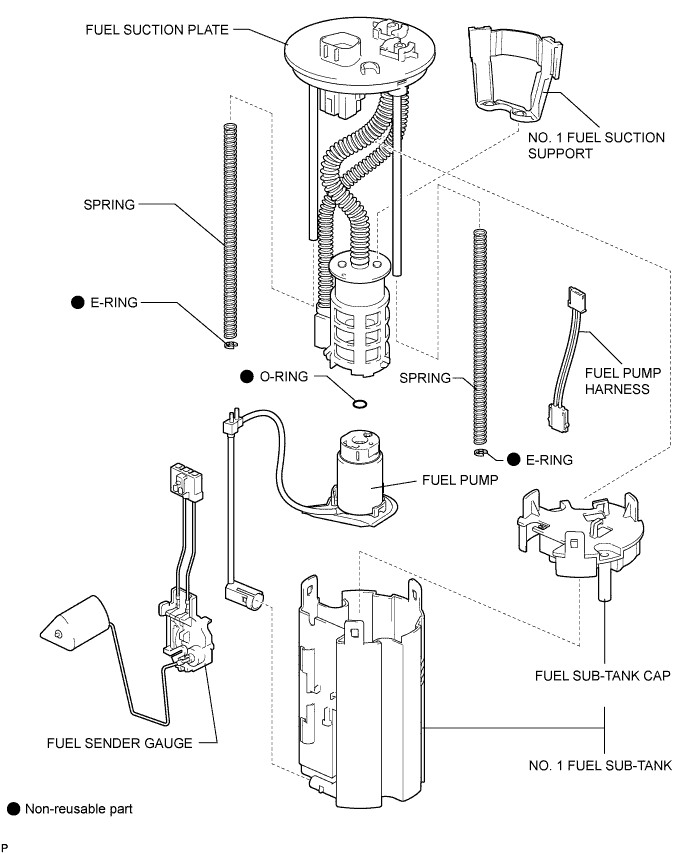 FUEL SUCTION PLATE
NO. 1 FUEL SUCTION
SUPPORT
SPRING
E-RING
FUEL PUMP
HARNESS
O-RING
SPRING
E-RING
FUEL PUMP
FUEL SUB-TANK CAP
FUEL SENDER GAUGE
NO. 1 FUEL SUB-TANK
Non-reusable part
P